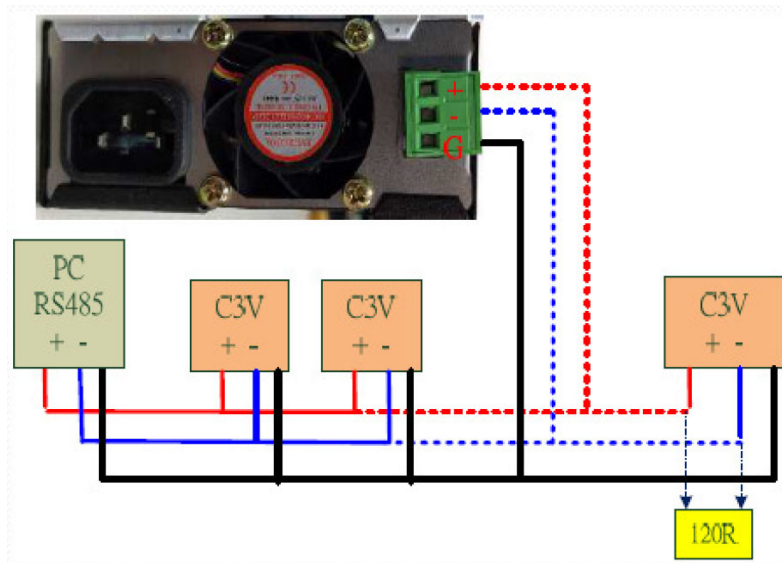 +
-
G
PC
RS485
+ -
C3V
+ -
C3V
+ -
C3V
+ -
120R